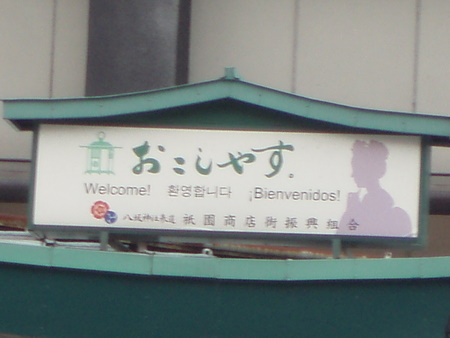 おこしやす。
Welcome! 환영합니다 ¡Bienvenidos!
八坂神社表道 祇園商店街振興組合